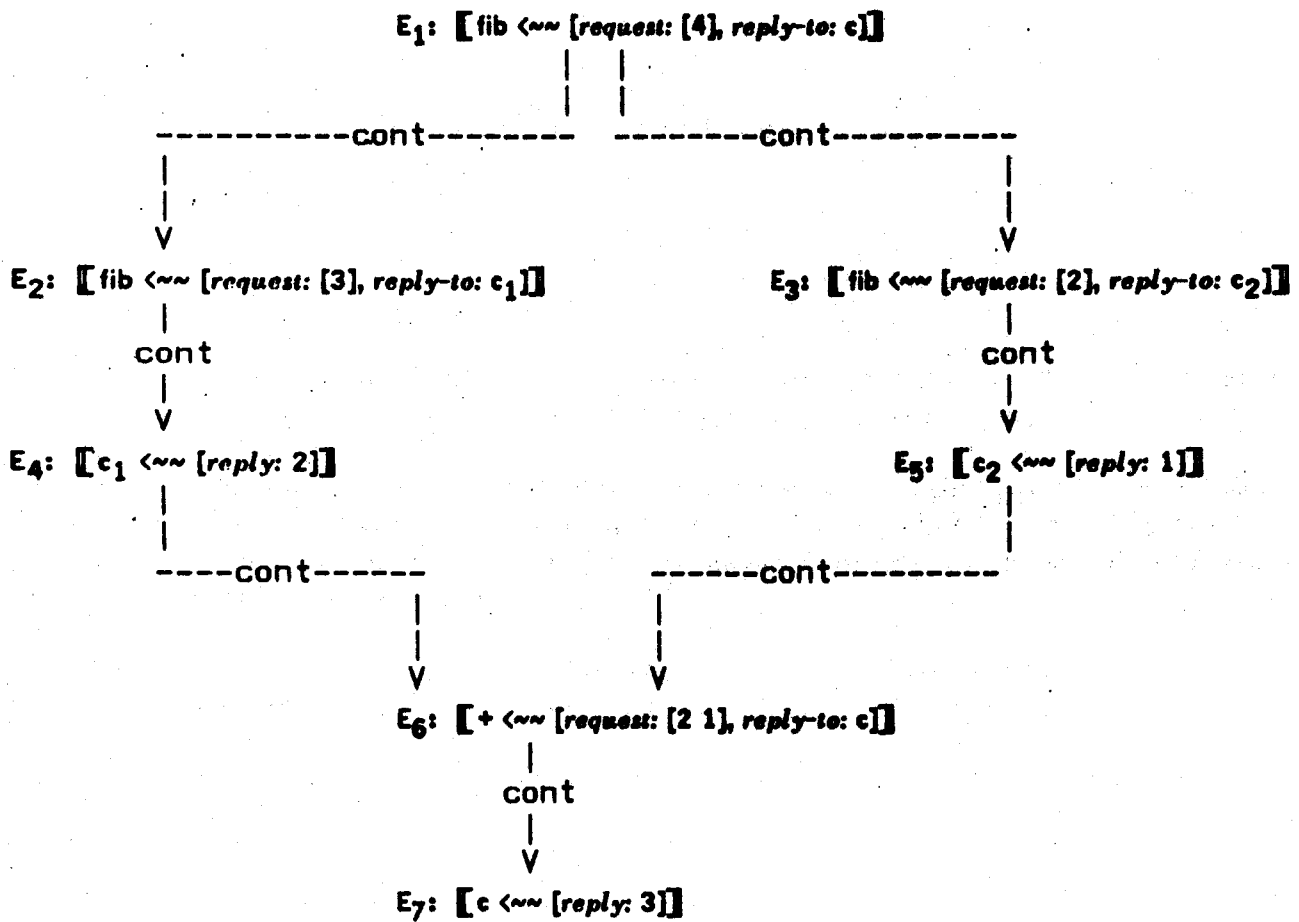 E₁: ⟦fib <~~ [request: [4], reply-to: c]⟧
cont cont
E₂: ⟦fib <~~ [request: [3], reply-to: c₁]⟧ E₃: ⟦fib <~~ [request: [2], reply-to: c₂]⟧
cont cont
E₄: ⟦c₁ <~~ [reply: 2]⟧ E₅: ⟦c₂ <~~ [reply: 1]⟧
cont cont
E₆: ⟦+ <~~ [request: [2 1], reply-to: c]⟧
cont
E₇: ⟦c <~~ [reply: 3]⟧